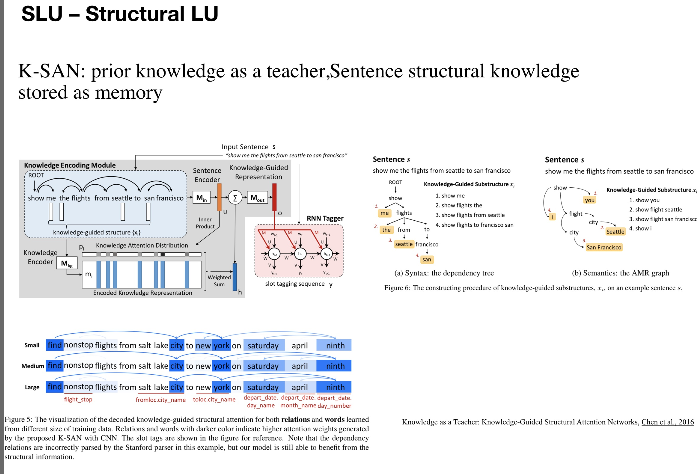 SLU – Structural LU
K-SAN: prior knowledge as a teacher,Sentence structural knowledge
stored as memory
Input Sentence s
"show me the flights from seattle to san francisco"
Knowledge Encoding Module
ROOT
show me the flights from seattle to san francisco
knowledge-guided structure {xᵢ}
Sentence
Encoder
Knowledge-Guided
Representation
M_in
∑
M_out
u
o
Inner
Product
RNN Tagger
slot tagging sequence y
pᵢ
Knowledge Attention Distribution
Knowledge
Encoder
M_kg
mᵢ
Weighted
Sum
h
Encoded Knowledge Representation
Sentence s
show me the flights from seattle to san francisco
ROOT
show
me
flights
the
from
to
seattle
francisco
san
Knowledge-Guided Substructure xᵢ
1. show me
2. show flights the
3. show flights from seattle
4. show flights to francisco san
(a) Syntax: the dependency tree
Sentence s
show me the flights from seattle to san francisco
show
you
I
flight
city
city
Seattle
San Francisco
Knowledge-Guided Substructure xᵢ
1. show you
2. show flight seattle
3. show flight san francisco
4. show i
(b) Semantics: the AMR graph
Figure 6: The constructing procedure of knowledge-guided substructures, xᵢ, on an example sentence s.
Small find nonstop flights from salt lake city to new york on saturday april ninth
Medium find nonstop flights from salt lake city to new york on saturday april ninth
Large find nonstop flights from salt lake city to new york on saturday april ninth
flight_stop fromloc.city_name toloc.city_name depart_date. depart_date. depart_date.
day_name month_name day_number
Figure 5: The visualization of the decoded knowledge-guided structural attention for both relations and words learned
from different size of training data. Relations and words with darker color indicate higher attention weights generated
by the proposed K-SAN with CNN. The slot tags are shown in the figure for reference. Note that the dependency
relations are incorrectly parsed by the Stanford parser in this example, but our model is still able to benefit from the
structural information.
Knowledge as a Teacher: Knowledge-Guided Structural Attention Networks, Chen et al., 2016